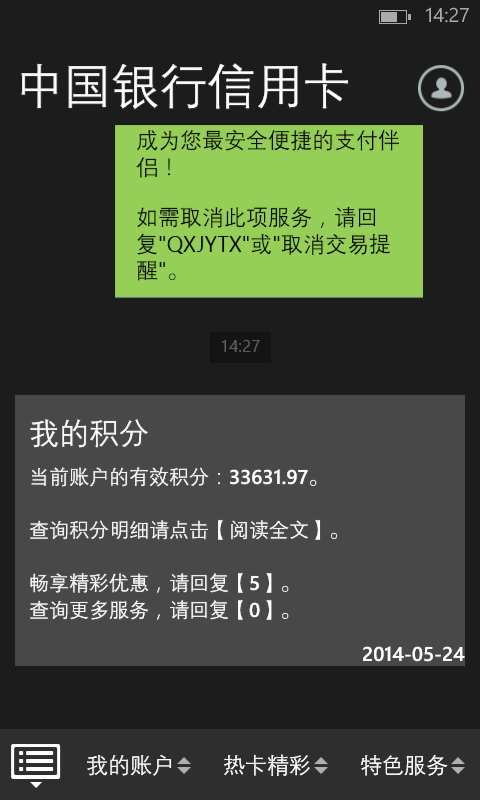 14:27
中国银行信用卡
成为您最安全便捷的支付伴
侣！
如需取消此项服务，请回
复"QXJYTX"或"取消交易提
醒"。
14:27
我的积分
当前账户的有效积分：33631.97。
查询积分明细请点击【阅读全文】。
畅享精彩优惠，请回复【5】。
查询更多服务，请回复【0】。
2014-05-24
我的账户 热卡精彩 特色服务